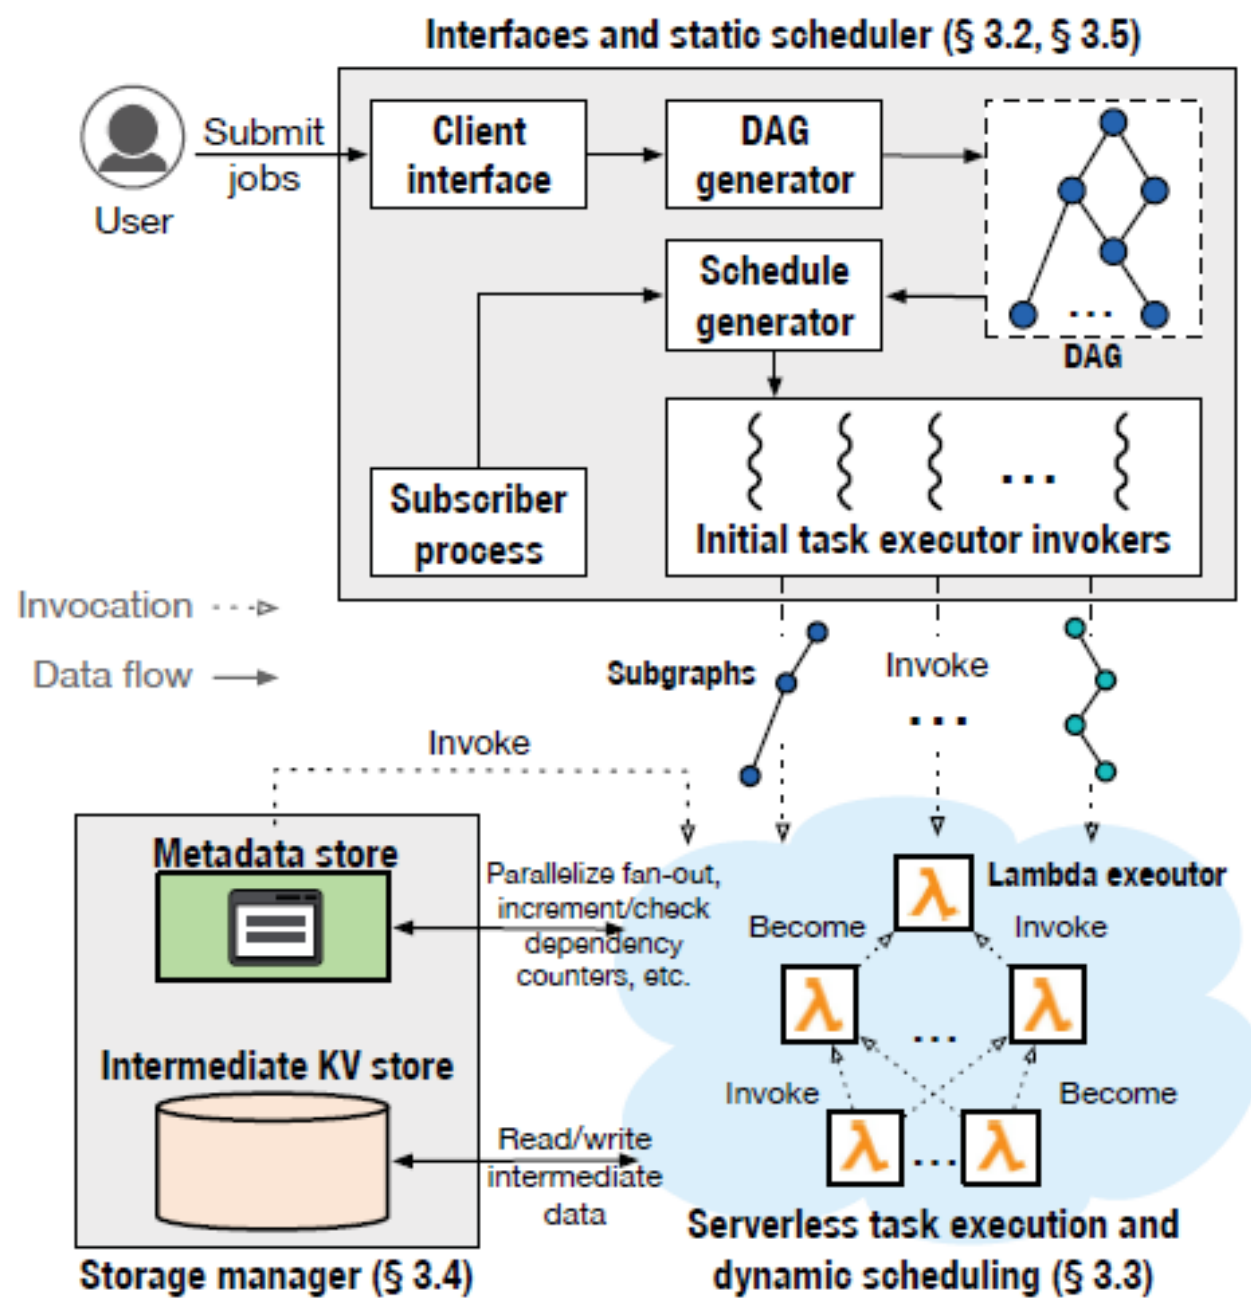 Interfaces and static scheduler (§ 3.2, § 3.5)
Submit
jobs
User
Client
interface
DAG
generator
Schedule
generator
...
DAG
Subscriber
process
...
Initial task executor invokers
Invocation
Data flow
Subgraphs
Invoke
...
Invoke
Metadata store
Parallelize fan-out,
increment/check
dependency
counters, etc.
Lambda executor
Become
Invoke
λ
λ
λ
...
Intermediate KV store
Invoke
Become
Read/write
intermediate
data
λ
...
λ
Serverless task execution and
dynamic scheduling (§ 3.3)
Storage manager (§ 3.4)